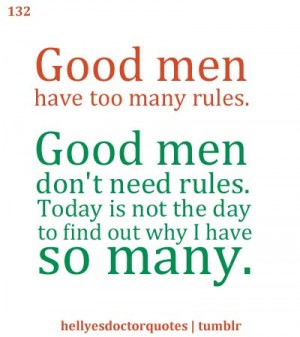 132
Good men
have too many rules.
Good men
don't need rules.
Today is not the day
to find out why I have
so many.
hellyesdoctorquotes | tumblr